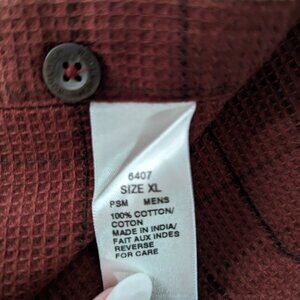 6407
SIZE XL
PSM MENS
100% COTTON/
COTON
MADE IN INDIA/
FAIT AUX INDES
REVERSE
FOR CARE